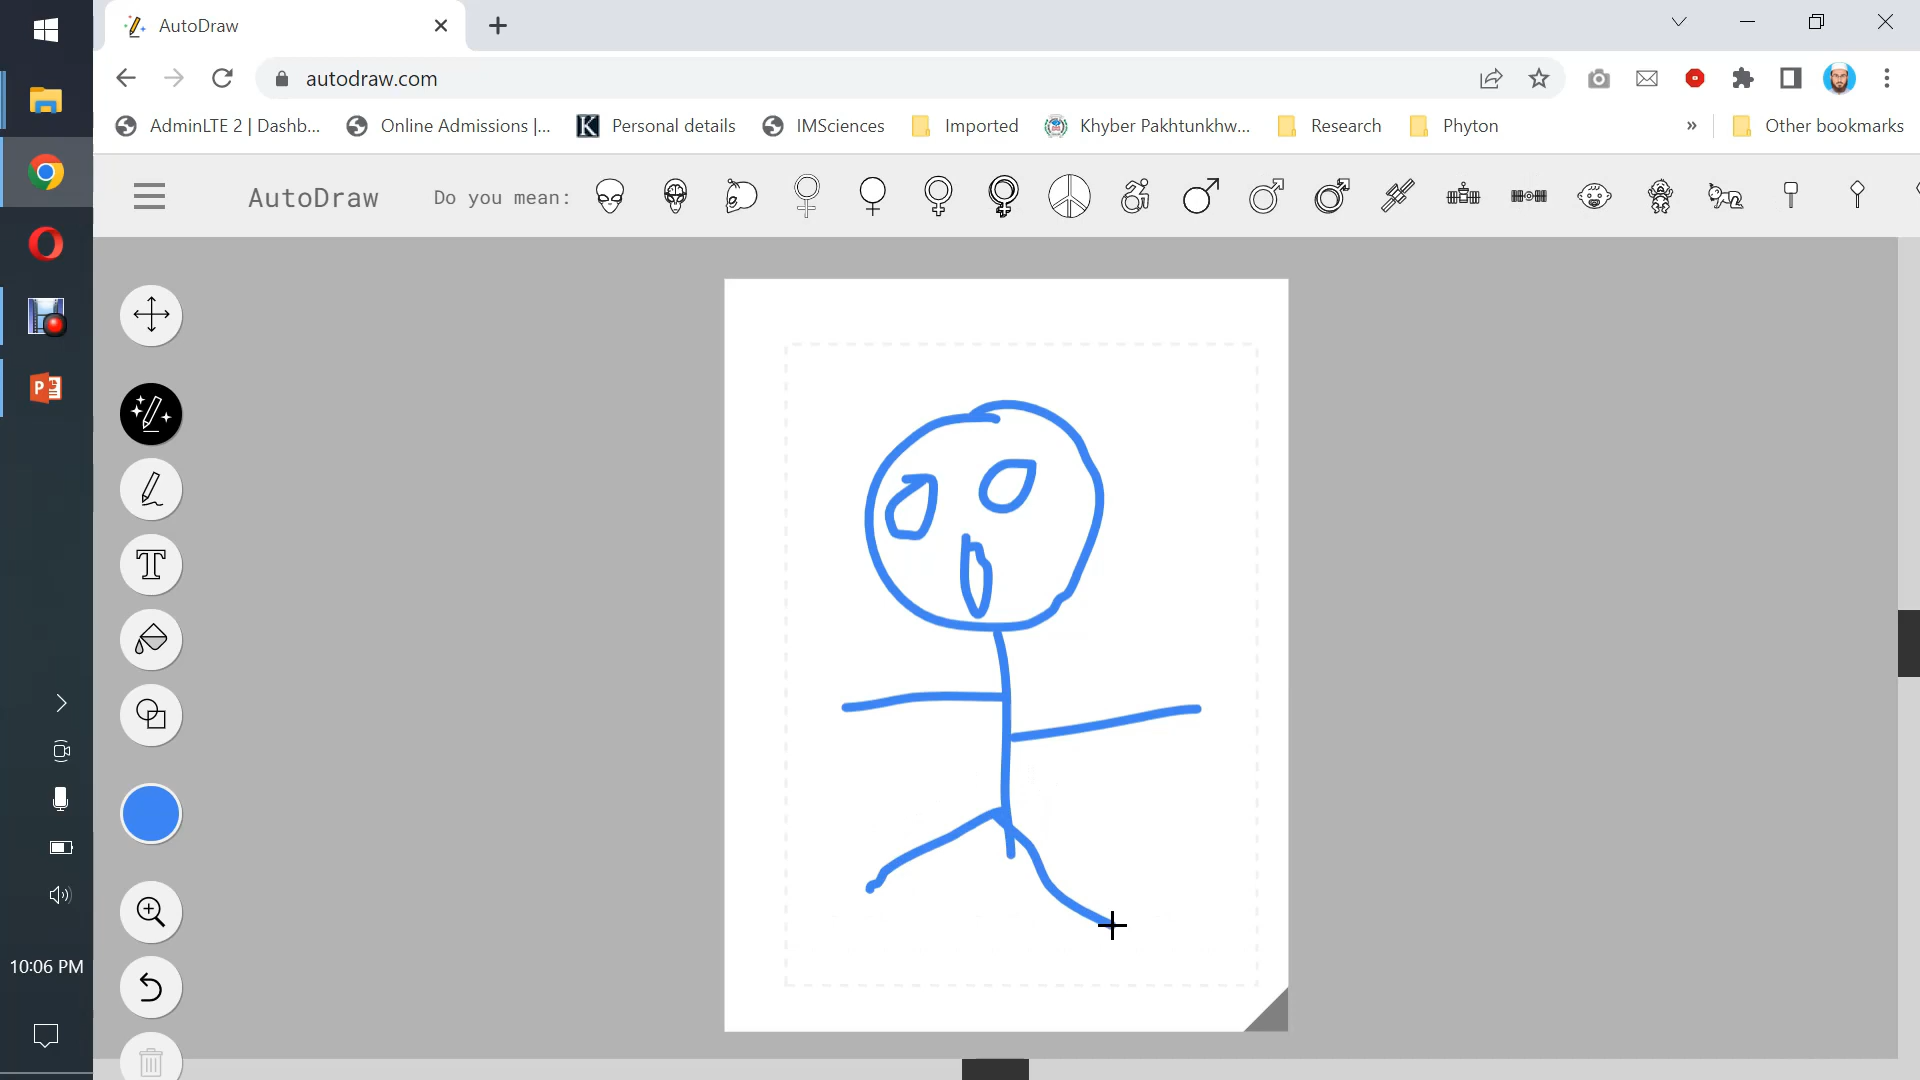 AutoDraw
autodraw.com
AdminLTE 2 | Dashb...
Online Admissions |...
Personal details
IMSciences
Imported
Khyber Pakhtunkhw...
Research
Phyton
»
Other bookmarks
AutoDraw
Do you mean:
T
10:06 PM